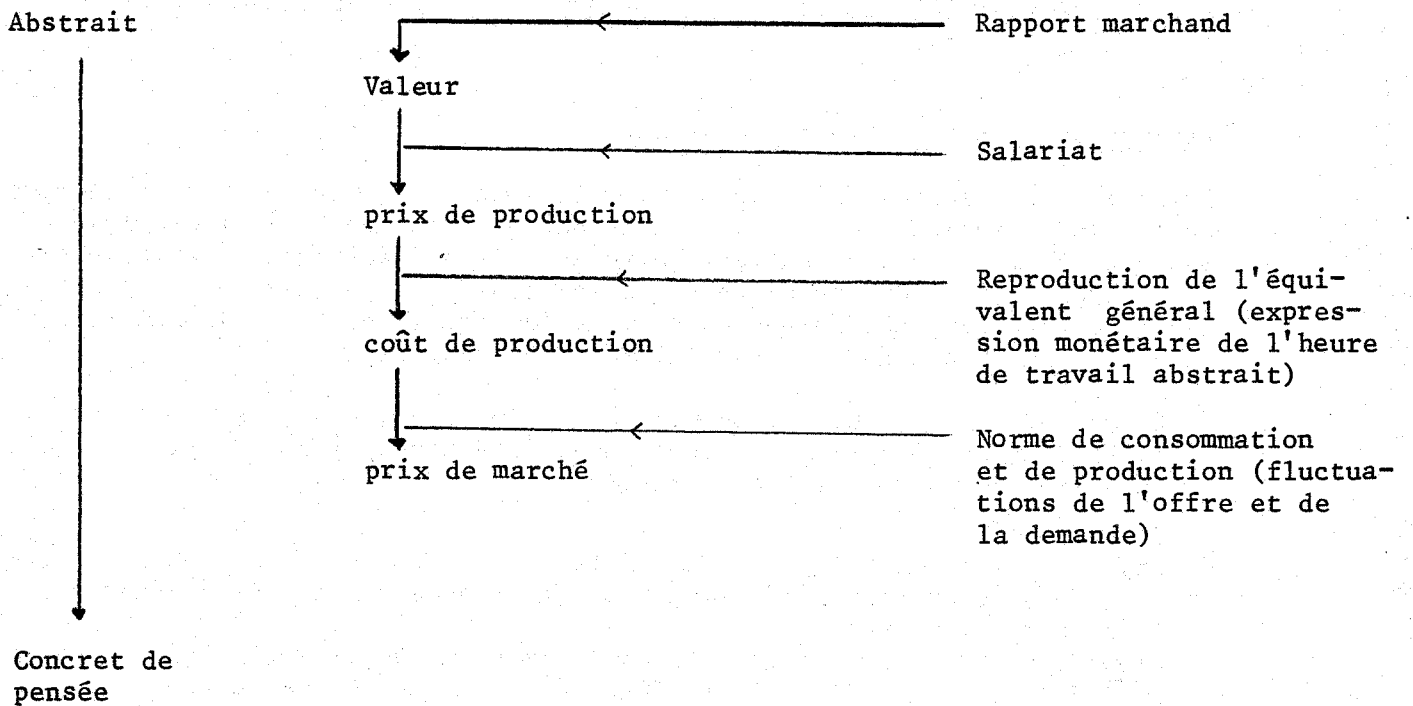 Abstrait
Rapport marchand
Valeur
Salariat
prix de production
Reproduction de l'équi-
valent général (expres-
sion monétaire de l'heure
de travail abstrait)
coût de production
Norme de consommation
et de production (fluctua-
tions de l'offre et de
la demande)
prix de marché
Concret de
pensée